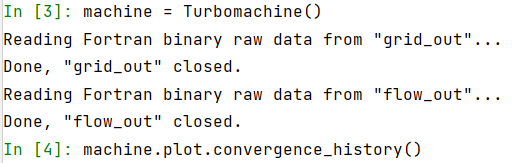 In [3]: machine = Turbomachine()
Reading Fortran binary raw data from "grid_out"...
Done, "grid_out" closed.
Reading Fortran binary raw data from "flow_out"...
Done, "flow_out" closed.
In [4]: machine.plot.convergence_history()